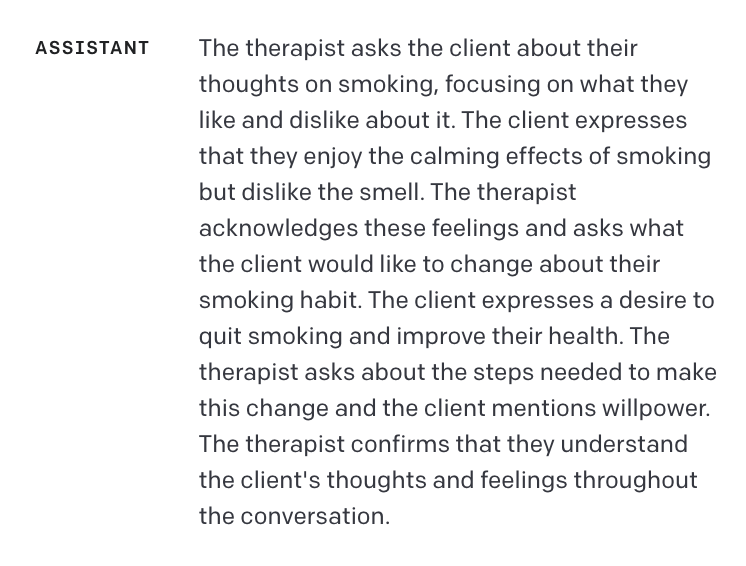 ASSISTANT
The therapist asks the client about their
thoughts on smoking, focusing on what they
like and dislike about it. The client expresses
that they enjoy the calming effects of smoking
but dislike the smell. The therapist
acknowledges these feelings and asks what
the client would like to change about their
smoking habit. The client expresses a desire to
quit smoking and improve their health. The
therapist asks about the steps needed to make
this change and the client mentions willpower.
The therapist confirms that they understand
the client's thoughts and feelings throughout
the conversation.